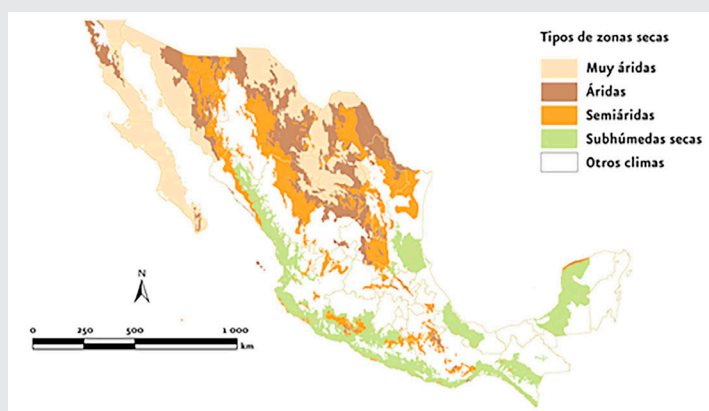 Tipos de zonas secas
Muy áridas
Áridas
Semiáridas
Subhúmedas secas
Otros climas
N
0 250 500 1 000
km